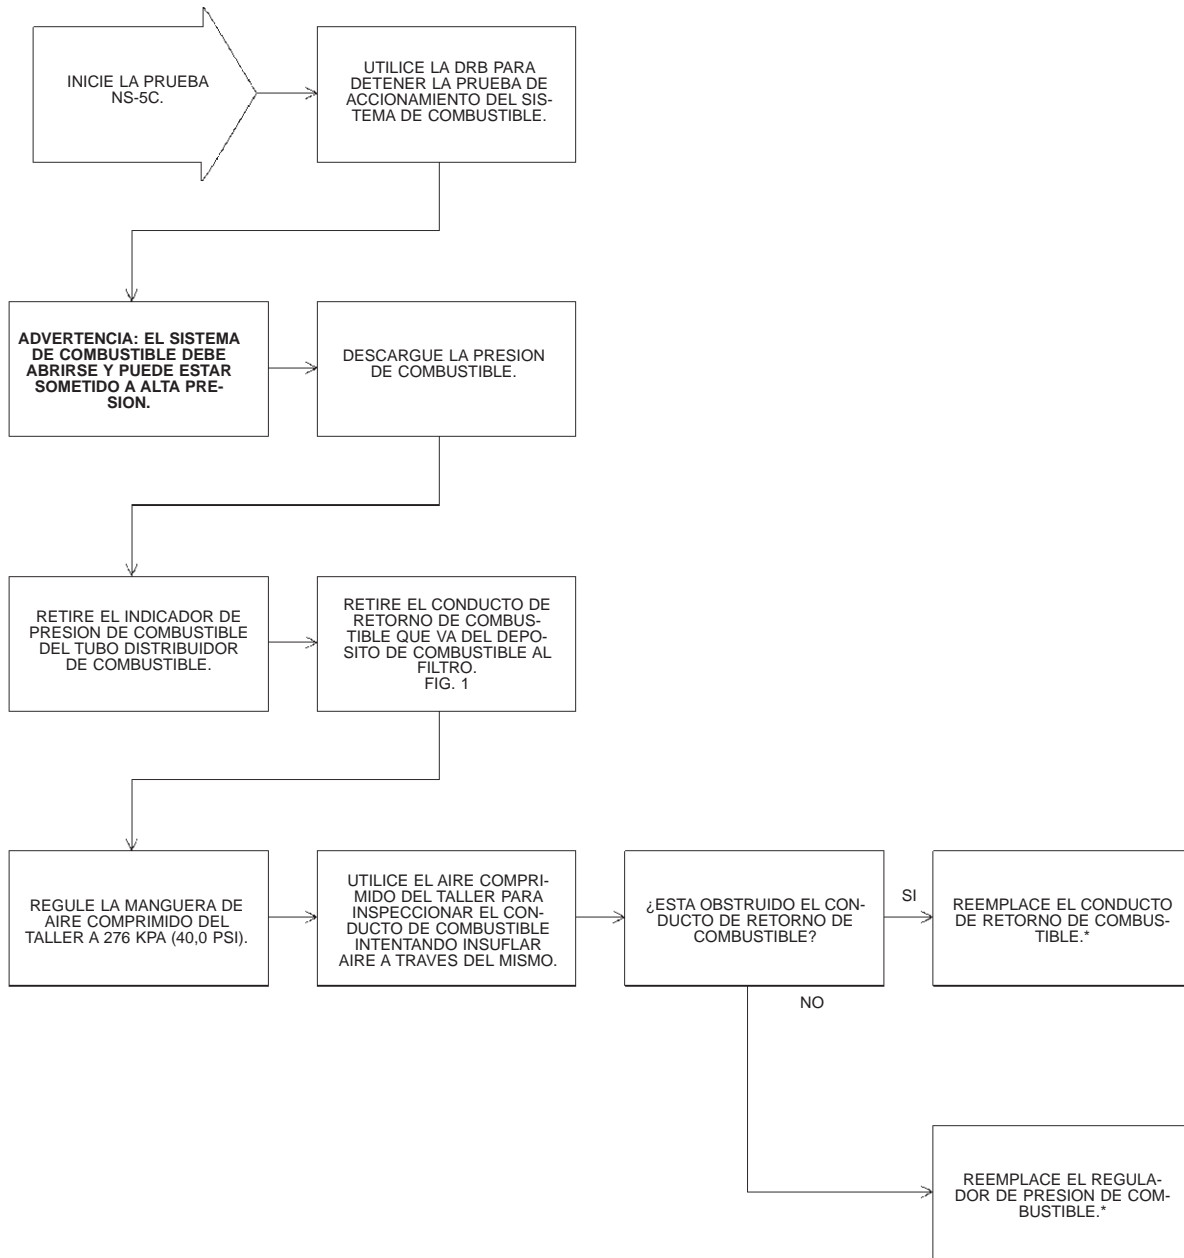 INICIE LA PRUEBA
NS-5C.
UTILICE LA DRB PARA
DETENER LA PRUEBA DE
ACCIONAMIENTO DEL SIS-
TEMA DE COMBUSTIBLE.
ADVERTENCIA: EL SISTEMA
DE COMBUSTIBLE DEBE
ABRIRSE Y PUEDE ESTAR
SOMETIDO A ALTA PRE-
SION.
DESCARGUE LA PRESION
DE COMBUSTIBLE.
RETIRE EL INDICADOR DE
PRESION DE COMBUSTIBLE
DEL TUBO DISTRIBUIDOR
DE COMBUSTIBLE.
RETIRE EL CONDUCTO DE
RETORNO DE COMBUS-
TIBLE QUE VA DEL DEPO-
SITO DE COMBUSTIBLE AL
FILTRO.
FIG. 1
REGULE LA MANGUERA DE
AIRE COMPRIMIDO DEL
TALLER A 276 KPA (40,0 PSI).
UTILICE EL AIRE COMPRI-
MIDO DEL TALLER PARA
INSPECCIONAR EL CON-
DUCTO DE COMBUSTIBLE
INTENTANDO INSUFLAR
AIRE A TRAVES DEL MISMO.
¿ESTA OBSTRUIDO EL CON-
DUCTO DE RETORNO DE
COMBUSTIBLE?
SI
REEMPLACE EL CONDUCTO
DE RETORNO DE COMBUS-
TIBLE.*
NO
REEMPLACE EL REGULA-
DOR DE PRESION DE COM-
BUSTIBLE.*